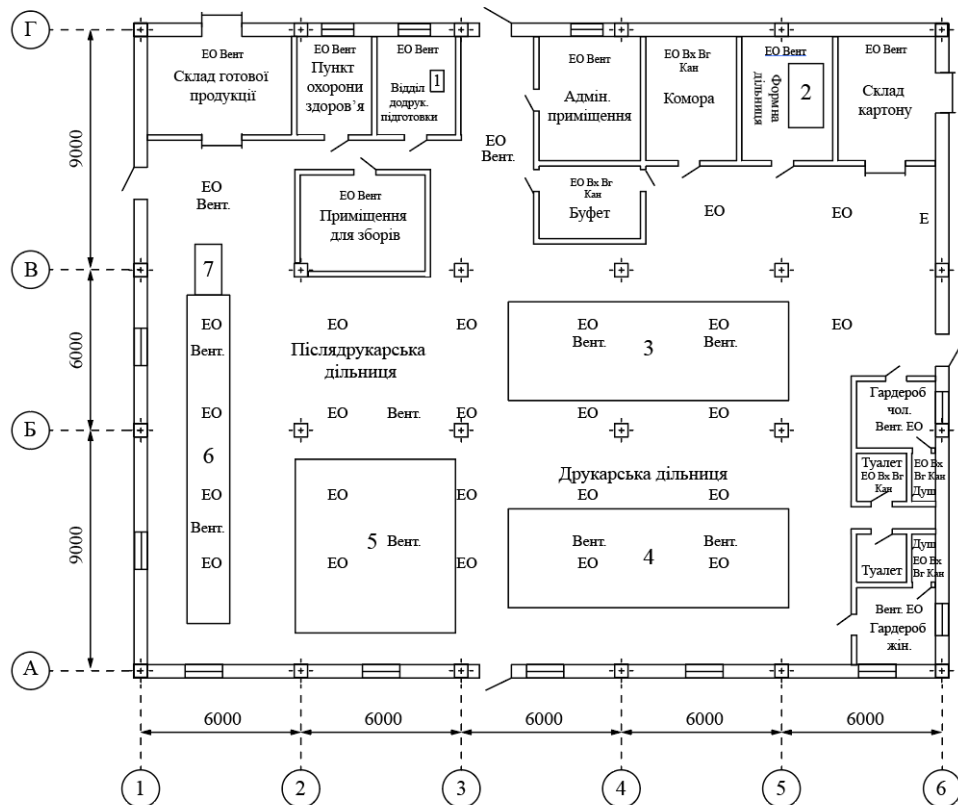 Г
ЕО Вент
Склад готової
продукції
ЕО Вент
Пункт
охорони
здоров’я
ЕО Вент
1
Відділ
додрук.
підготовки
ЕО Вент
Адмін.
приміщення
ЕО Вх Вг
Кан
Комора
ЕО Вент
Формна
дільниця
2
ЕО Вент
Склад
картону
9000
ЕО
Вент.
ЕО
Вент.
ЕО Вент
Приміщення
для зборів
ЕО Вх Вг
Кан
Буфет
ЕО
ЕО
Е
В
7
6000
ЕО
Вент.
ЕО
ЕО
Післядрукарська
дільниця
ЕО
Вент.
3
ЕО
Вент.
ЕО
ЕО
ЕО
Вент.
ЕО
ЕО
ЕО
Гардероб
чол.
Вент. ЕО
Б
6
Друкарська дільниця
Туалет
ЕО Вх Вг
Кан
ЕО Вх
Вг Кан
Душ
9000
ЕО
Вент.
ЕО
ЕО
5
Вент.
ЕО
ЕО
ЕО
ЕО
ЕО
Вент.
ЕО
4
Вент.
ЕО
Туалет
Душ
ЕО Вх
Вг Кан
Вент. ЕО
Гардероб
жін.
А
6000
6000
6000
6000
6000
1
2
3
4
5
6